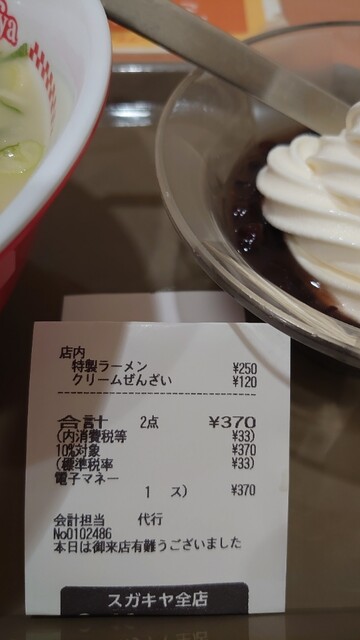 ya
店内
特製ラーメン ¥250
クリームぜんざい ¥120
合計 2点 ¥370
(内消費税等 ¥33)
10%対象 ¥370
(標準税率 ¥33)
電子マネー
1 ス) ¥370
会計担当 代行
No0102486
本日は御来店有難うございました
スガキヤ全店